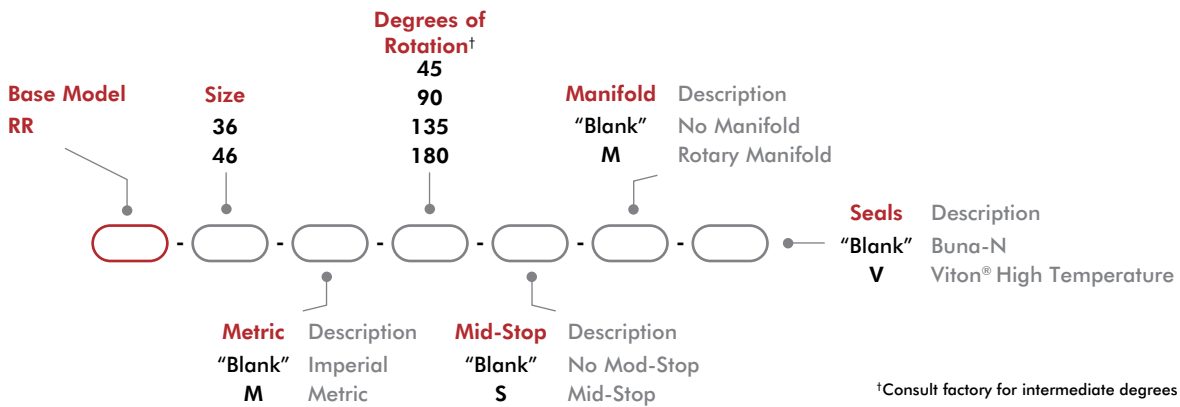 Degrees of
Rotation†
45
90
135
180
Base Model
RR
Size
36
46
Manifold Description
"Blank" No Manifold
M Rotary Manifold
- - - - - -
Seals Description
"Blank" Buna-N
V Viton® High Temperature
Metric Description
"Blank" Imperial
M Metric
Mid-Stop Description
"Blank" No Mod-Stop
S Mid-Stop
†Consult factory for intermediate degrees